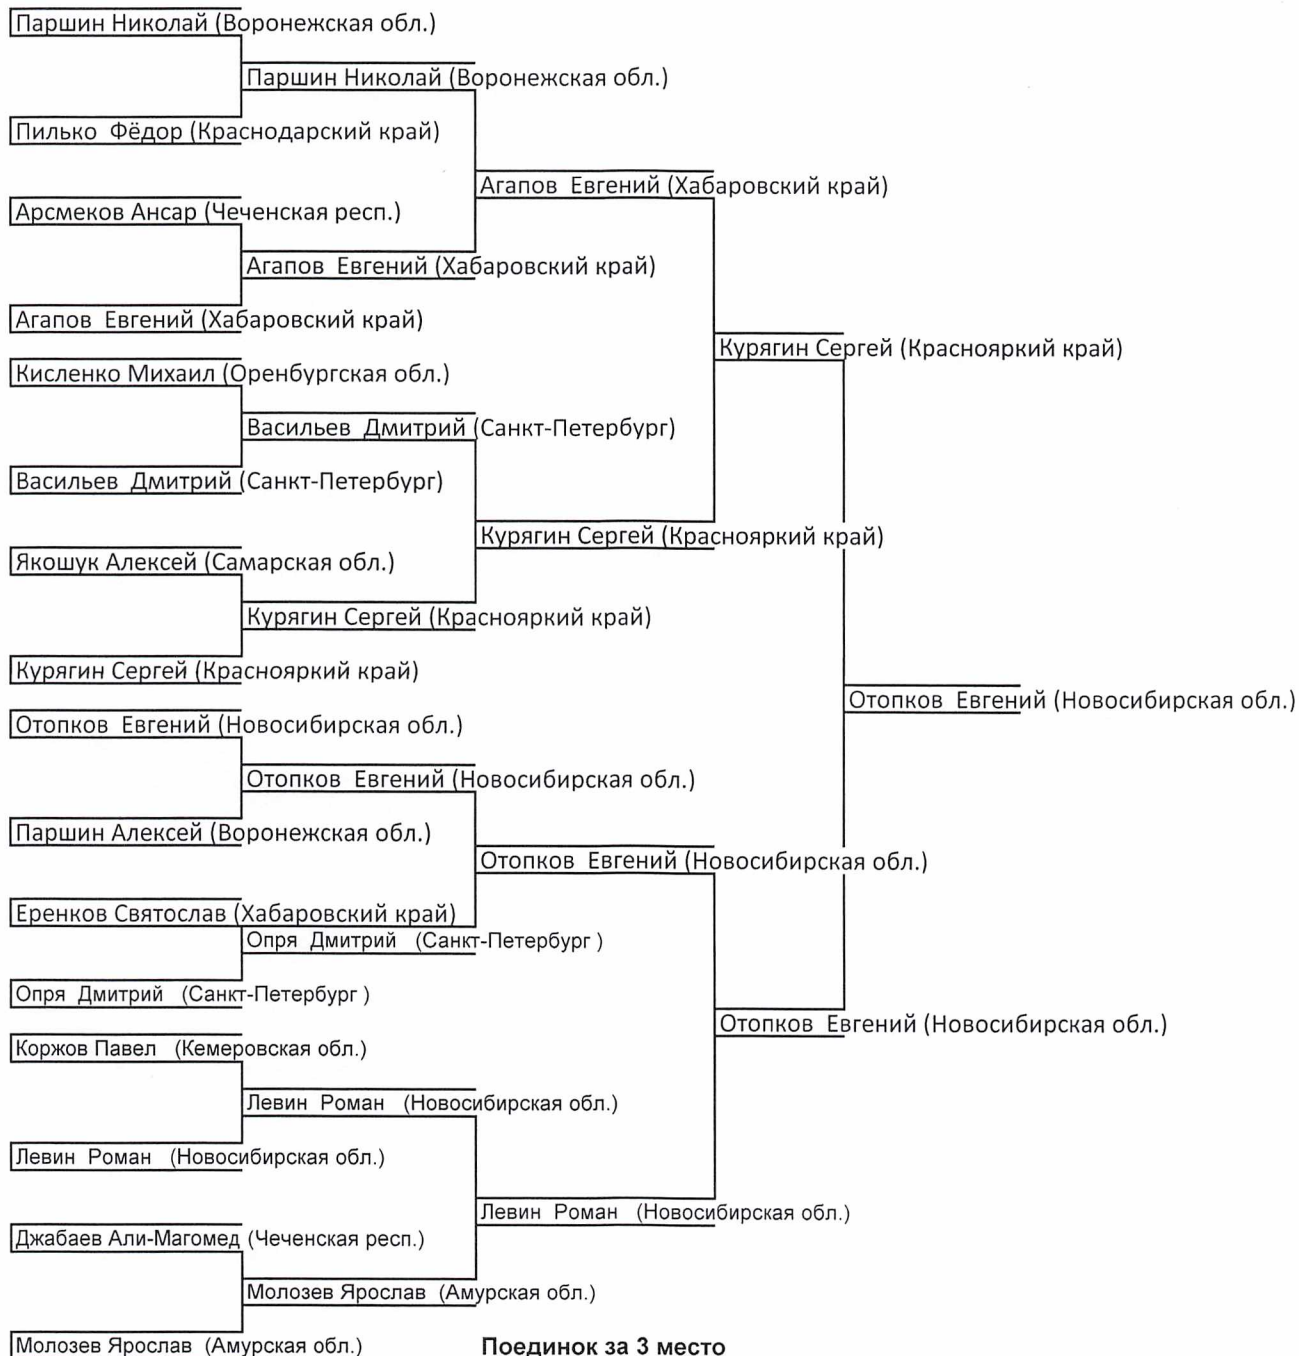 Паршин Николай (Воронежская обл.)
Паршин Николай (Воронежская обл.)
Пилько Фёдор (Краснодарский край)
Агапов Евгений (Хабаровский край)
Арсмеков Ансар (Чеченская респ.)
Агапов Евгений (Хабаровский край)
Агапов Евгений (Хабаровский край)
Курягин Сергей (Краснояркий край)
Кисленко Михаил (Оренбургская обл.)
Васильев Дмитрий (Санкт-Петербург)
Васильев Дмитрий (Санкт-Петербург)
Курягин Сергей (Краснояркий край)
Якошук Алексей (Самарская обл.)
Курягин Сергей (Краснояркий край)
Курягин Сергей (Краснояркий край)
Отопков Евгений (Новосибирская обл.)
Отопков Евгений (Новосибирская обл.)
Отопков Евгений (Новосибирская обл.)
Паршин Алексей (Воронежская обл.)
Отопков Евгений (Новосибирская обл.)
Еренков Святослав (Хабаровский край)
Опря Дмитрий (Санкт-Петербург )
Опря Дмитрий (Санкт-Петербург )
Отопков Евгений (Новосибирская обл.)
Коржов Павел (Кемеровская обл.)
Левин Роман (Новосибирская обл.)
Левин Роман (Новосибирская обл.)
Левин Роман (Новосибирская обл.)
Джабаев Али-Магомед (Чеченская респ.)
Молозев Ярослав (Амурская обл.)
Молозев Ярослав (Амурская обл.)
Поединок за 3 место